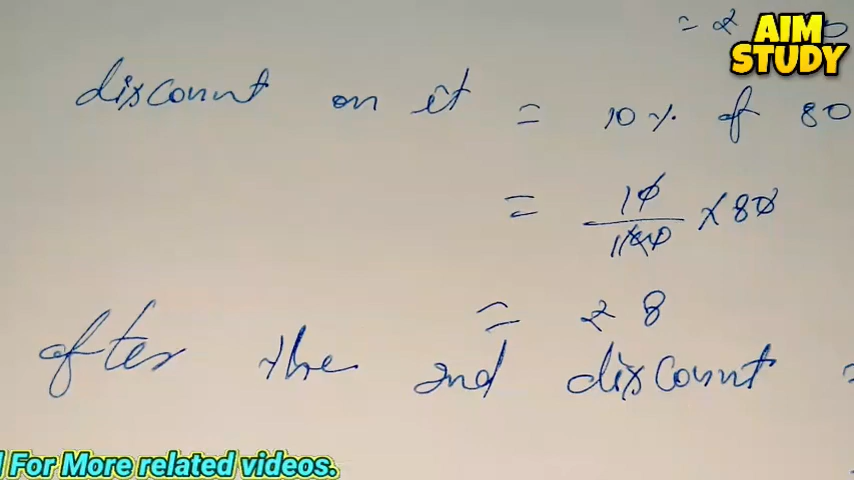 AIM
STUDY
discount on it = 10% of 80
= 10/100 × 80
= ₹ 8
after the 2nd discount =
For More related videos.